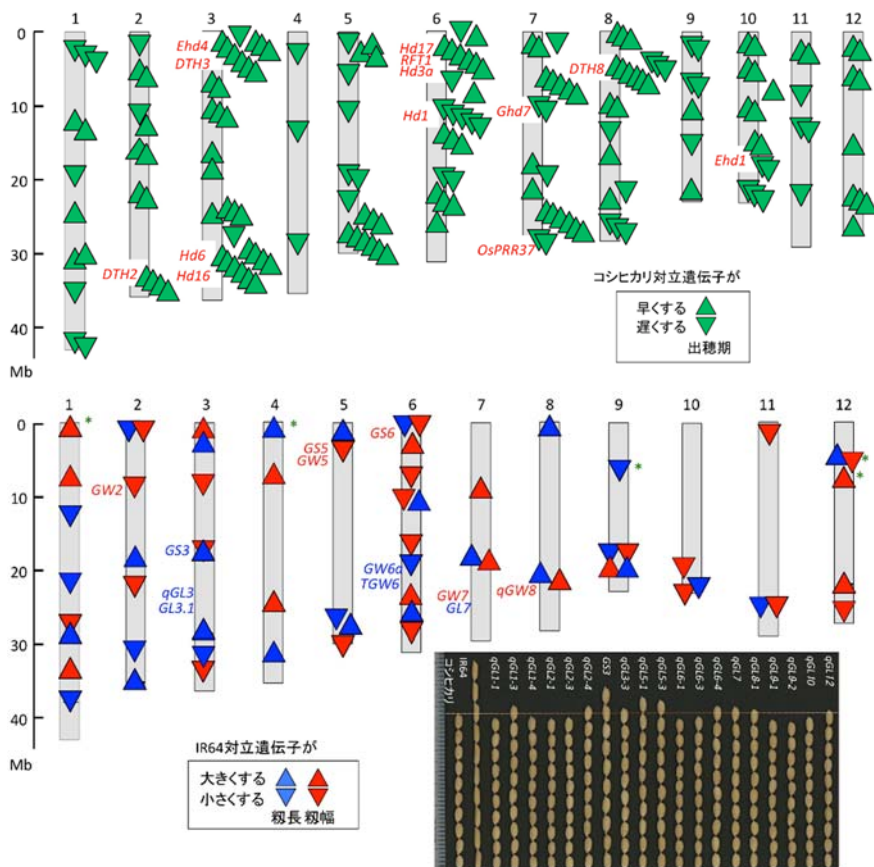 1 2 3 4 5 6 7 8 9 10 11 12
0
10
20
30
40
Mb
Ehd4
DTH3
Hd6
Hd16
DTH2
Hd17
RFT1
Hd3a
Hd1
Ghd7
OsPRR37
DTH8
Ehd1
コシヒカリ対立遺伝子が
早くする
遅くする
出穂期
1 2 3 4 5 6 7 8 9 10 11 12
0
10
20
30
40
Mb
*
*
*
*
*
GW2
GS3
qGL3
GL3.1
GS5
GW5
GS6
GW6a
TGW6
GW7
GL7
qGW8
IR64対立遺伝子が
大きくする
小さくする
籾長 籾幅
コシヒカリ
IR64
qGL1-1
qGL1-3
qGL1-4
qGL2-1
qGL2-3
qGL2-4
GS3
qGL3-3
qGL5-1
qGL5-3
qGL6-1
qGL6-3
qGL6-4
qGL7
qGL8-1
qGL9-1
qGL9-2
qGL10
qGL12